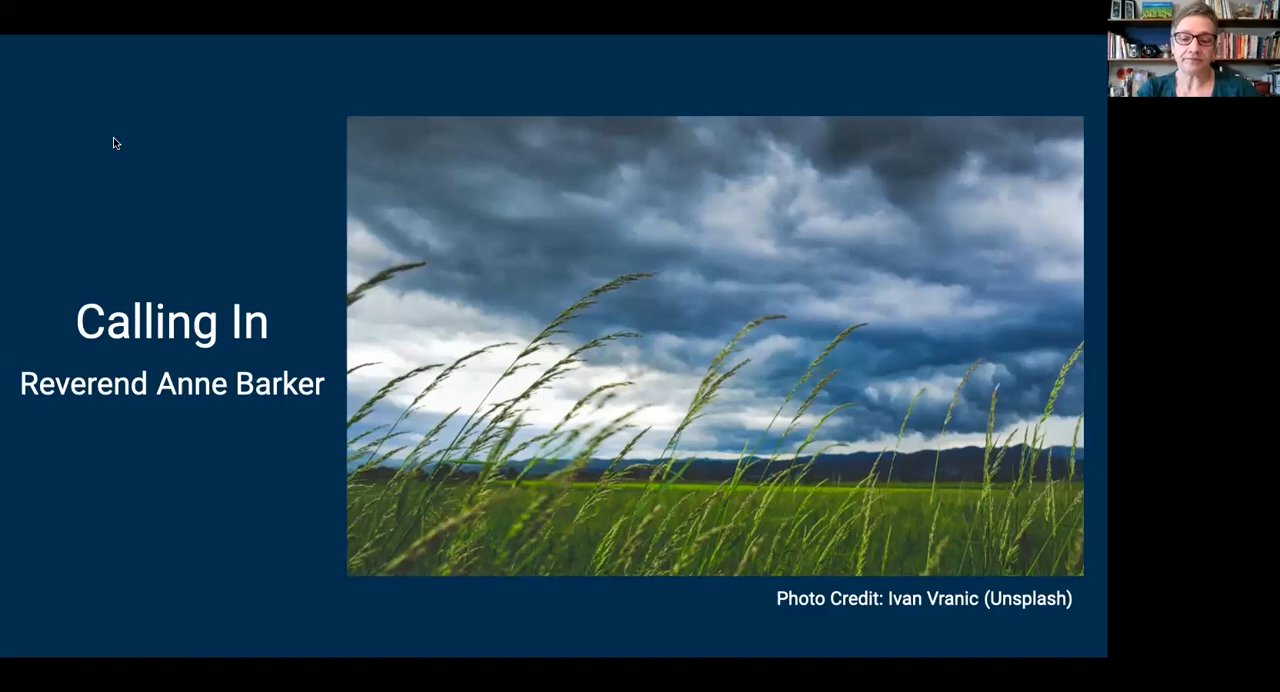 Calling In
Reverend Anne Barker
Photo Credit: Ivan Vranic (Unsplash)